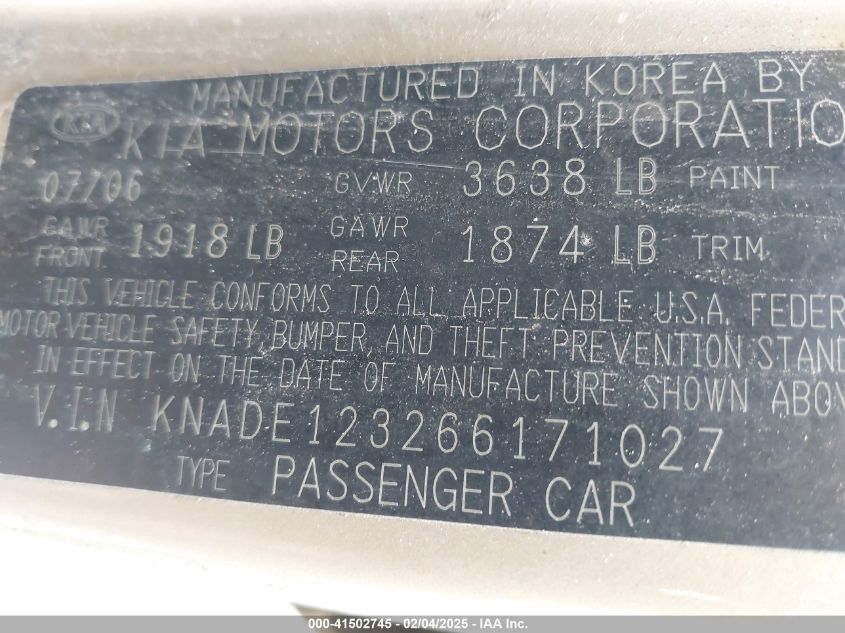 MANUFACTURED IN KOREA BY
KIA KIA MOTORS CORPORATIO
07/06 GVWR 3638 LB PAINT
GAWR FRONT 1918 LB GAWR REAR 1874 LB TRIM
THIS VEHICLE CONFORMS TO ALL APPLICABLE U.S.A. FEDER
MOTOR VEHICLE SAFETY, BUMPER, AND THEFT PREVENTION STAND
IN EFFECT ON THE DATE OF MANUFACTURE SHOWN ABOV
V.I.N KNADE123266171027
TYPE PASSENGER CAR
000-41502745 - 02/04/2025 - IAA Inc.